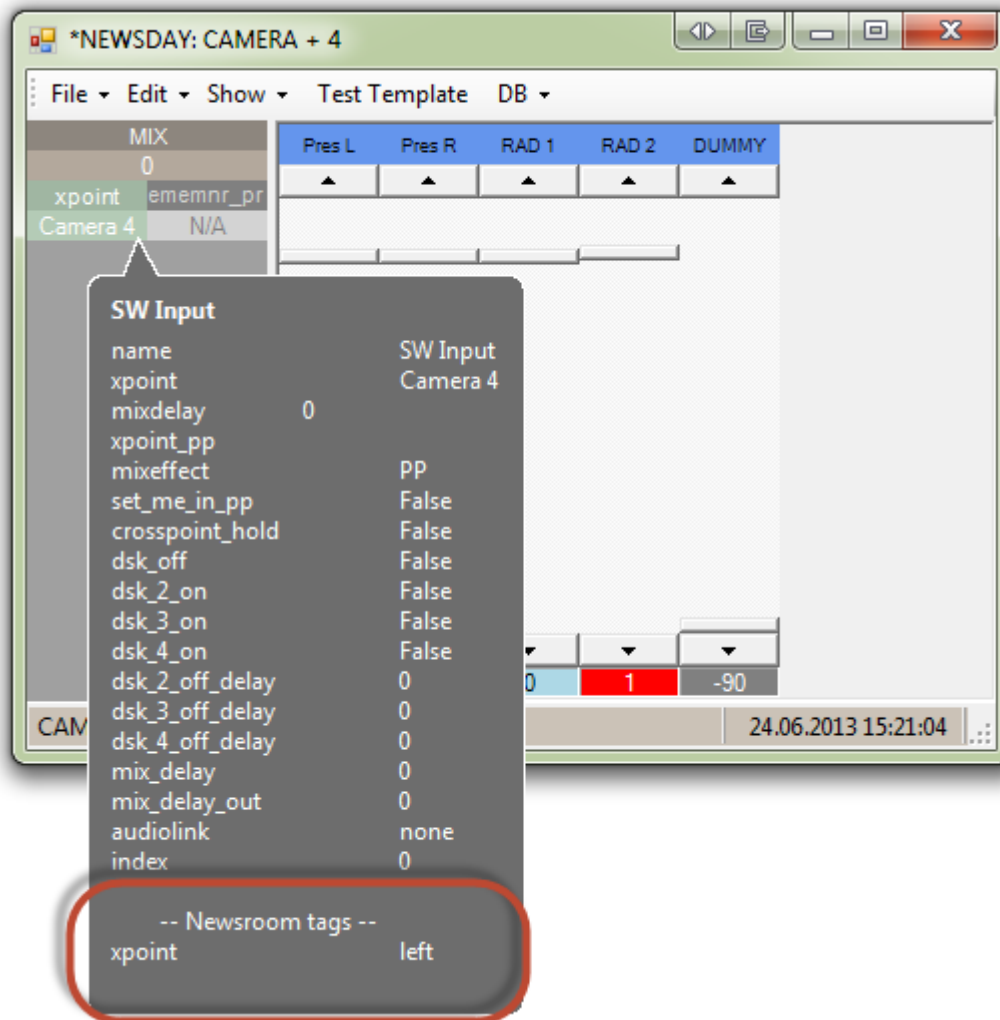 *NEWSDAY: CAMERA + 4
File Edit Show Test Template DB
MIX
0
xpoint ememnr_pr
Camera 4 N/A
Pres L Pres R RAD 1 RAD 2 DUMMY
SW Input
name SW Input
xpoint Camera 4
mixdelay 0
xpoint_pp
mixeffect PP
set_me_in_pp False
crosspoint_hold False
dsk_off False
dsk_2_on False
dsk_3_on False
dsk_4_on False
dsk_2_off_delay 0
dsk_3_off_delay 0
dsk_4_off_delay 0
mix_delay 0
mix_delay_out 0
audiolink none
index 0
-- Newsroom tags --
xpoint left
0 1 -90
CAM 24.06.2013 15:21:04